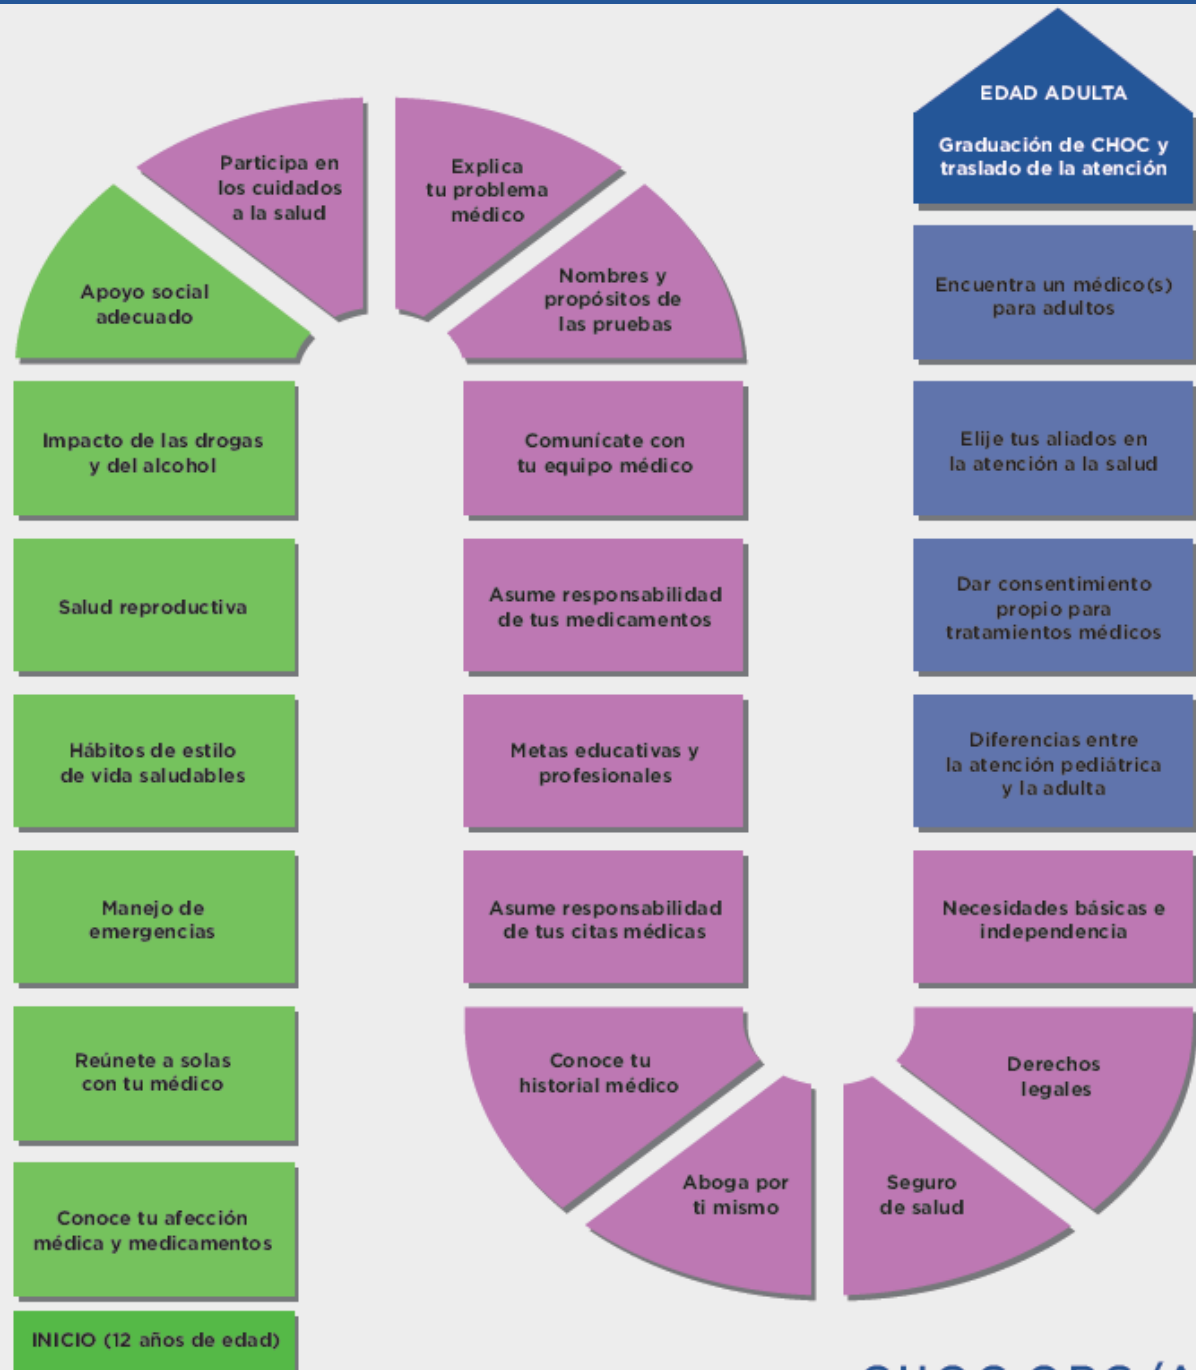 INICIO (12 años de edad)
Conoce tu afección
médica y medicamentos
Reúnete a solas
con tu médico
Manejo de
emergencias
Hábitos de estilo
de vida saludables
Salud reproductiva
Impacto de las drogas
y del alcohol
Apoyo social
adecuado
Participa en
los cuidados
a la salud
Explica
tu problema
médico
Nombres y
propósitos de
las pruebas
Comunícate con
tu equipo médico
Asume responsabilidad
de tus medicamentos
Metas educativas y
profesionales
Asume responsabilidad
de tus citas médicas
Conoce tu
historial médico
Aboga por
ti mismo
Seguro
de salud
Derechos
legales
Necesidades básicas e
independencia
Diferencias entre
la atención pediátrica
y la adulta
Dar consentimiento
propio para
tratamientos médicos
Elije tus aliados en
la atención a la salud
Encuentra un médico(s)
para adultos
EDAD ADULTA
Graduación de CHOC y
traslado de la atención